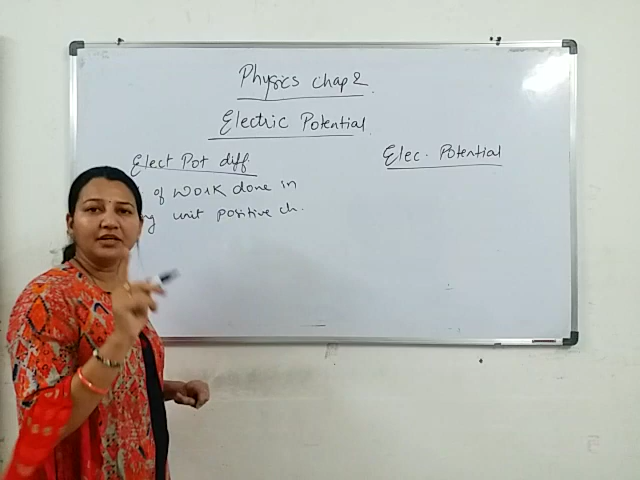 Physics Chap 2
Electric Potential
Elect Pot diff.
Elec. Potential
of work done in
unit positive ch.